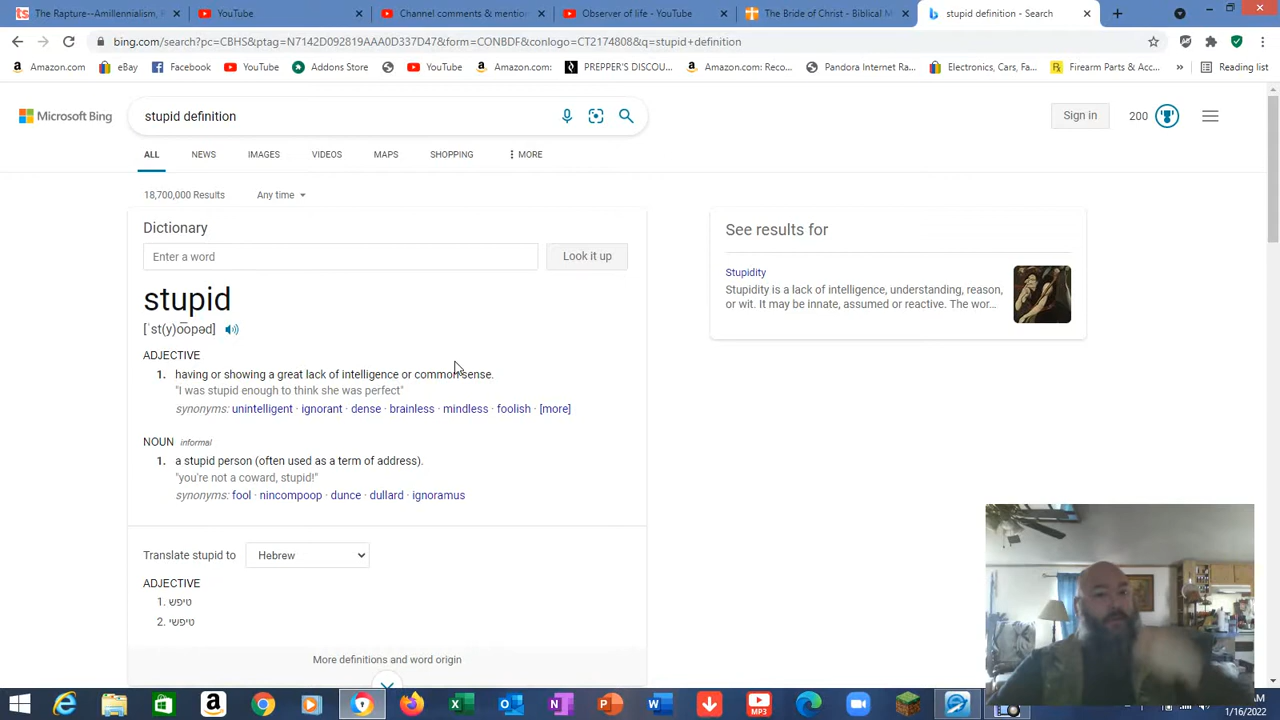 The Rapture--Amillennialism, R
YouTube
Channel comments & mention
Observer of life - YouTube
The Bride of Christ - Biblical M
stupid definition - Search
bing.com/search?pc=CBHS&ptag=N7142D092819AAA0D337D47&form=CONBDF&conlogo=CT2174808&q=stupid+definition
Amazon.com
eBay
Facebook
YouTube
Addons Store
YouTube
Amazon.com:
PREPPER'S DISCOU...
Amazon.com: Reco...
Pandora Internet Ra...
Electronics, Cars, Fa...
Firearm Parts & Acc...
Reading list
Microsoft Bing
stupid definition
Sign in
200
ALL
NEWS
IMAGES
VIDEOS
MAPS
SHOPPING
MORE
18,700,000 Results
Any time
Dictionary
Enter a word
Look it up
stupid
[ˈst(y)o͞opəd]
ADJECTIVE
1. having or showing a great lack of intelligence or common sense.
"I was stupid enough to think she was perfect"
synonyms: unintelligent · ignorant · dense · brainless · mindless · foolish · [more]
NOUN informal
1. a stupid person (often used as a term of address).
"you're not a coward, stupid!"
synonyms: fool · nincompoop · dunce · dullard · ignoramus
Translate stupid to
Hebrew
ADJECTIVE
1. טיפש
2. טיפשי
More definitions and word origin
See results for
Stupidity
Stupidity is a lack of intelligence, understanding, reason,
or wit. It may be innate, assumed or reactive. The wor...
MP3
1/16/2022